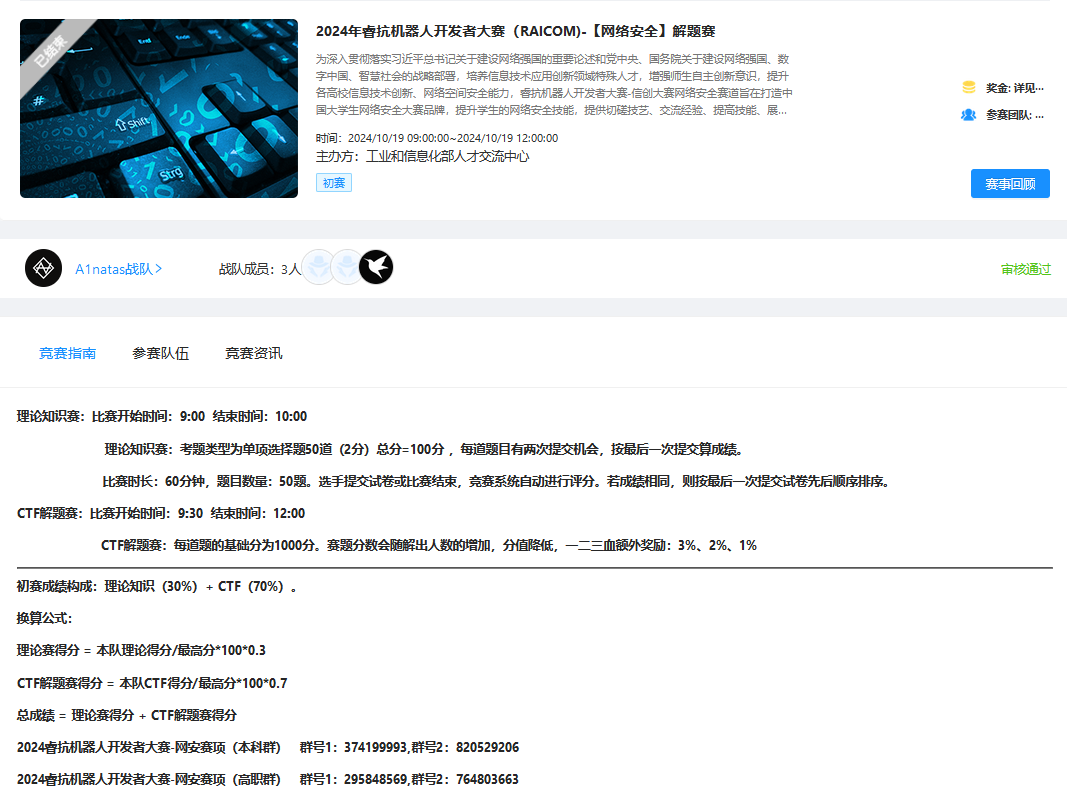 已结束
End
Ende
#
⇧Shift
Strg
2024年睿抗机器人开发者大赛（RAICOM)-【网络安全】解题赛
为深入贯彻落实习近平总书记关于建设网络强国的重要论述和党中央、国务院关于建设网络强国、数
字中国、智慧社会的战略部署，培养信息技术应用创新领域特殊人才，增强师生自主创新意识，提升
各高校信息技术创新、网络空间安全能力，睿抗机器人开发者大赛-信创大赛网络安全赛道旨在打造中
国大学生网络安全大赛品牌，提升学生的网络安全技能，提供切磋技艺、交流经验、提高技能、展...
时间：2024/10/19 09:00:00~2024/10/19 12:00:00
主办方：工业和信息化部人才交流中心
初赛
奖金: 详见...
参赛团队: ...
赛事回顾
A1natas战队>
战队成员：3人
审核通过
竞赛指南 参赛队伍 竞赛资讯
理论知识赛：比赛开始时间：9:00 结束时间：10:00
理论知识赛：考题类型为单项选择题50道（2分）总分=100分 ，每道题目有两次提交机会，按最后一次提交算成绩。
比赛时长：60分钟，题目数量：50题。选手提交试卷或比赛结束，竞赛系统自动进行评分。若成绩相同，则按最后一次提交试卷先后顺序排序。
CTF解题赛：比赛开始时间：9:30 结束时间：12:00
CTF解题赛：每道题的基础分为1000分。赛题分数会随解出人数的增加，分值降低，一二三血额外奖励：3%、2%、1%
初赛成绩构成：理论知识（30%）+ CTF（70%）。
换算公式：
理论赛得分 = 本队理论得分/最高分*100*0.3
CTF解题赛得分 = 本队CTF得分/最高分*100*0.7
总成绩 = 理论赛得分 + CTF解题赛得分
2024睿抗机器人开发者大赛-网安赛项（本科群） 群号1：374199993,群号2：820529206
2024睿抗机器人开发者大赛-网安赛项（高职群） 群号1：295848569,群号2：764803663